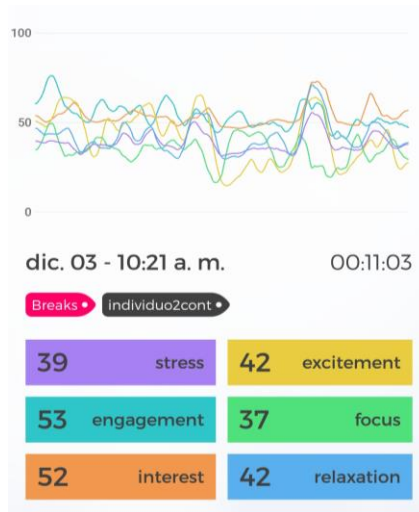 100
50
0
dic. 03 - 10:21 a. m. 00:11:03
Breaks individuo2cont
39 stress 42 excitement
53 engagement 37 focus
52 interest 42 relaxation